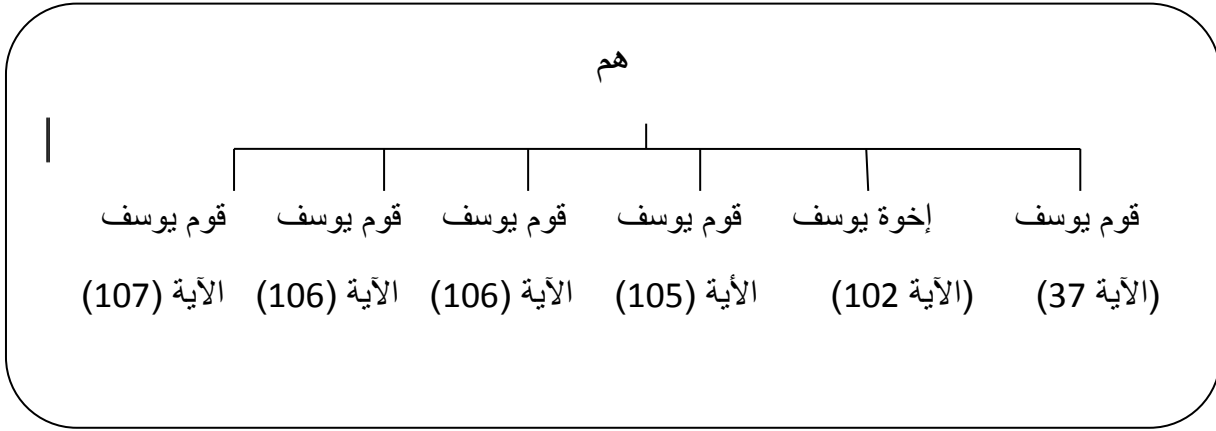 هم
قوم يوسف إخوة يوسف قوم يوسف قوم يوسف قوم يوسف قوم يوسف
(الآية 37) (الآية 102) الأية (105) الآية (106) الآية (106) الآية (107)